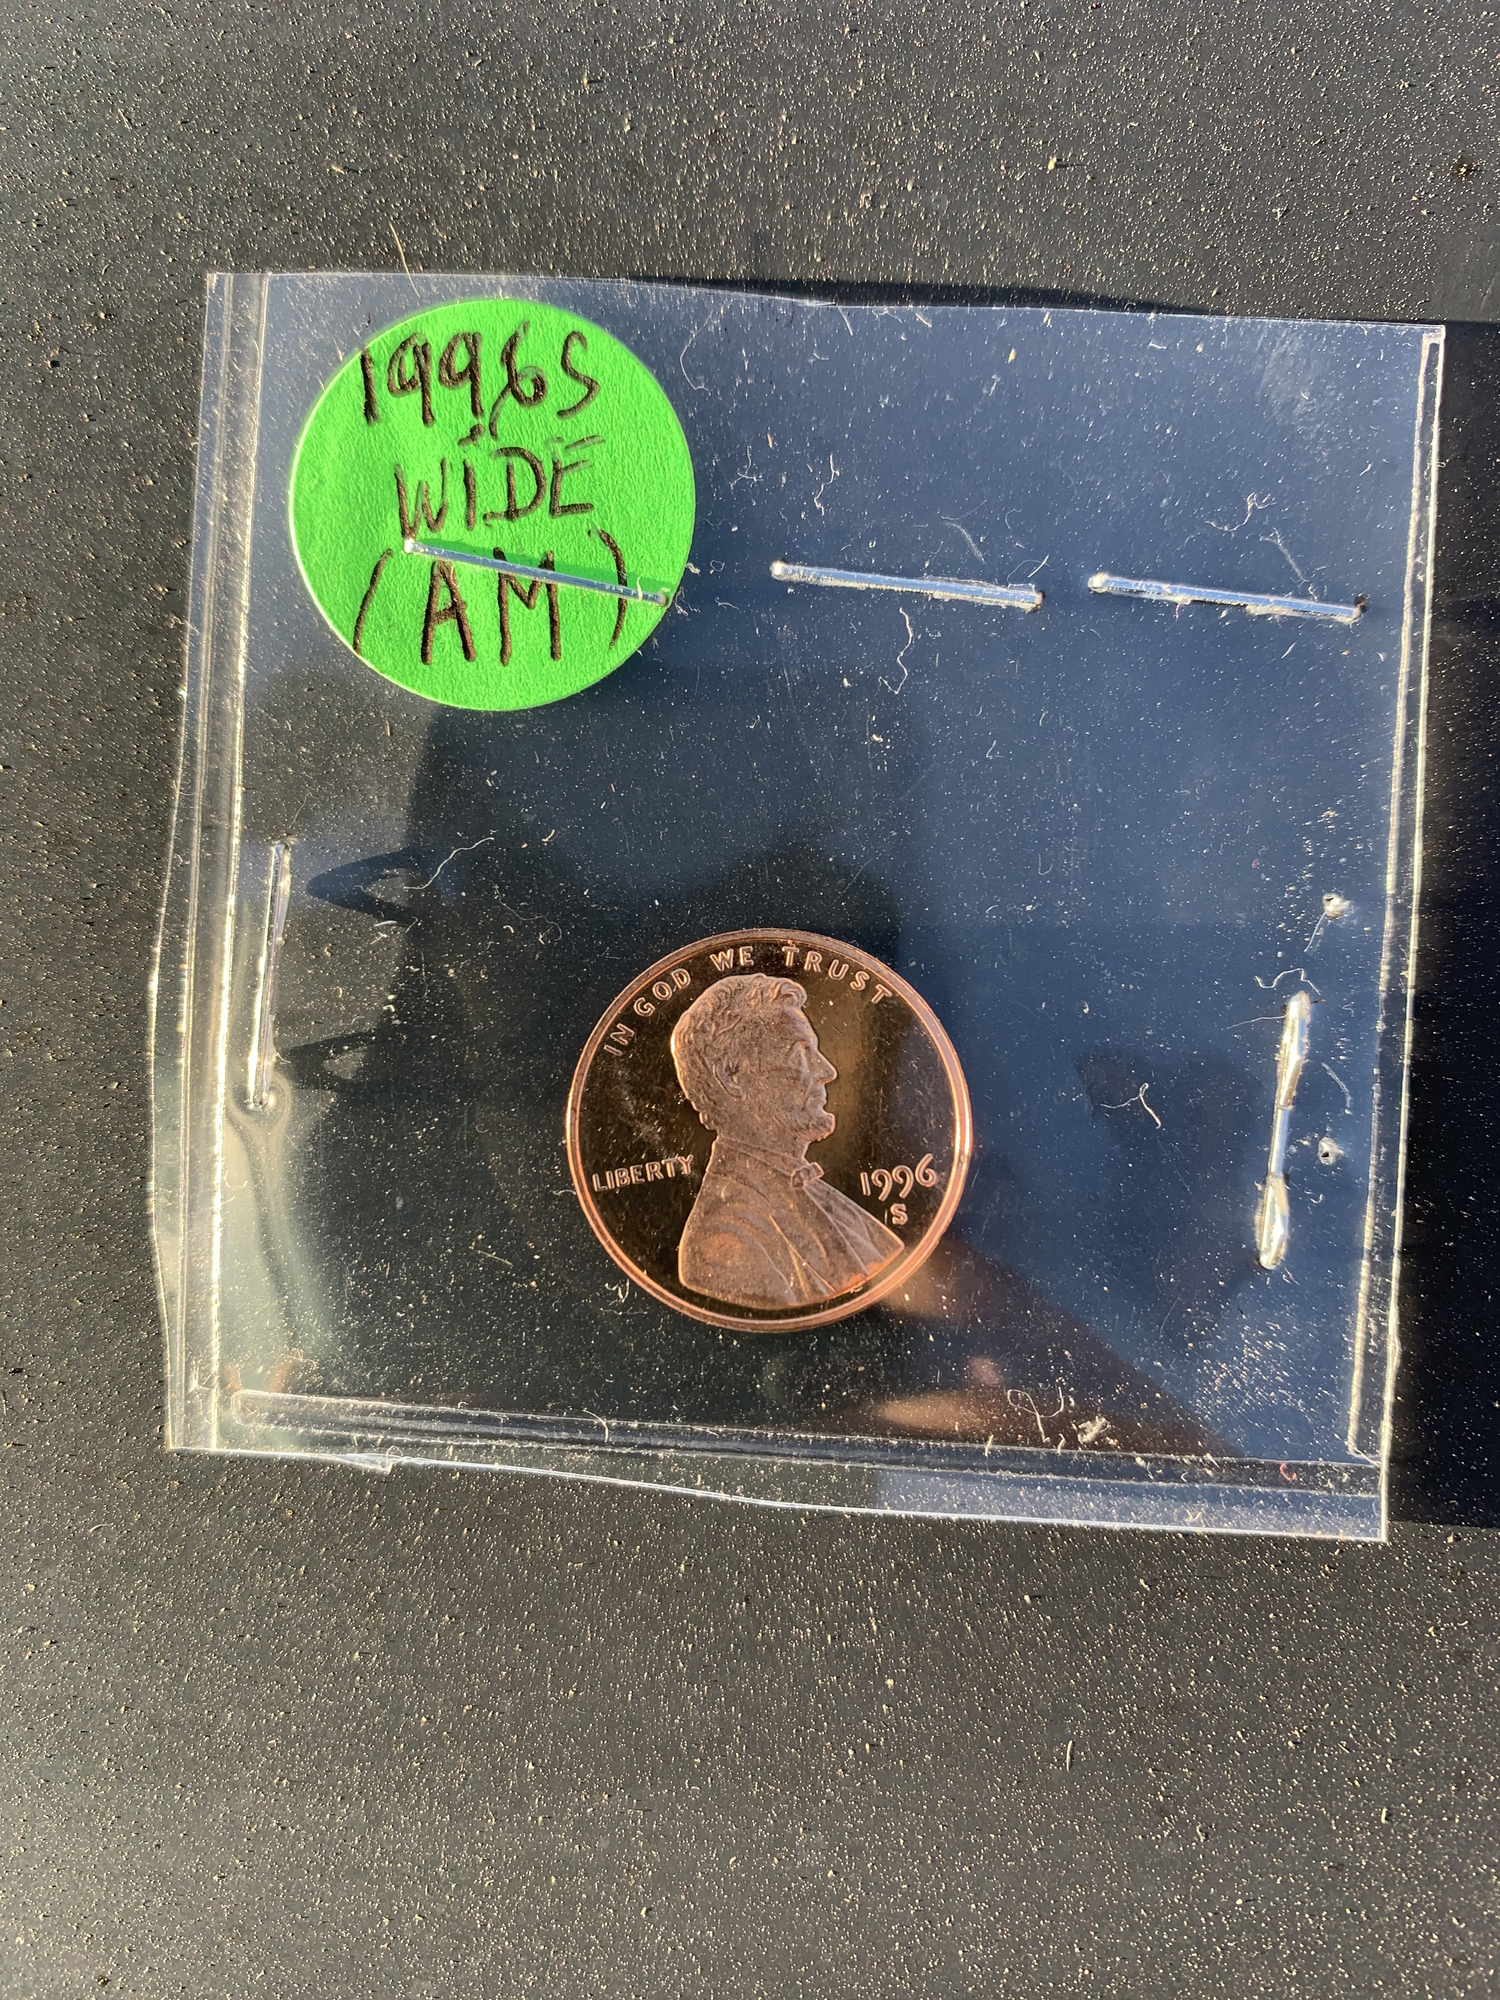 1996S
WIDE
(AM)
IN GOD WE TRUST
LIBERTY
1996
S